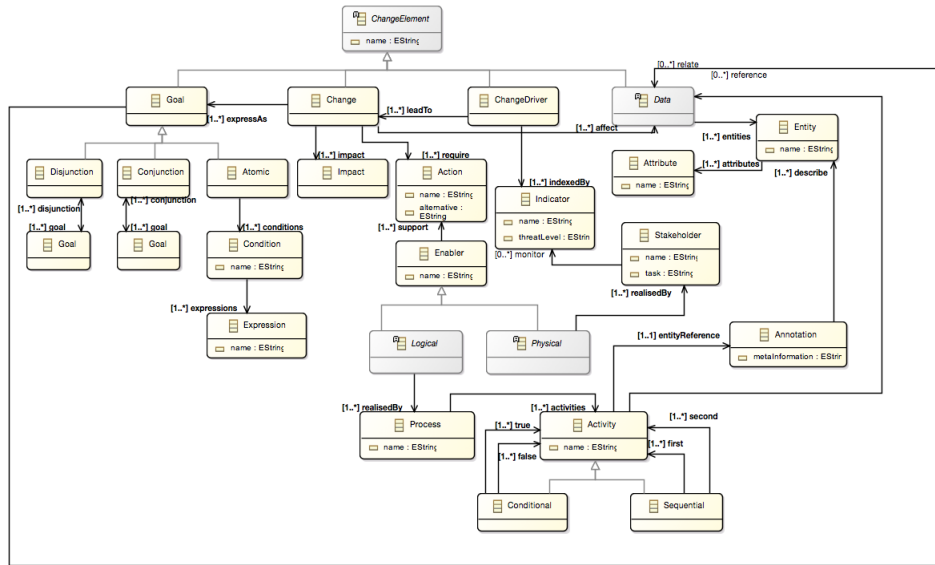 ChangeElement
name : EString
[0..*] relate
[0..*] reference
Goal
Change
ChangeDriver
Data
[1..*] expressAs
[1..*] leadTo
[1..*] affect
[1..*] entities
Entity
name : EString
[1..*] impact
[1..*] require
[1..*] attributes
[1..*] describe
Attribute
name : EString
Disjunction
Conjunction
Atomic
Impact
Action
name : EString
alternative :
EString
[1..*] indexedBy
Indicator
name : EString
threatLevel : EString
[1..*] disjunction
[1..*] conjunction
[1..*] goal
[1..*] goal
[1..*] conditions
[1..*] support
Goal
Goal
Condition
name : EString
Enabler
name : EString
[0..*] monitor
Stakeholder
name : EString
task : EString
[1..*] realisedBy
[1..*] expressions
Expression
name : EString
Logical
Physical
[1..1] entityReference
Annotation
metaInformation : EString
[1..*] realisedBy
Process
name : EString
[1..*] activities
Activity
name : EString
[1..*] true
[1..*] false
[1..*] second
[1..*] first
Conditional
Sequential